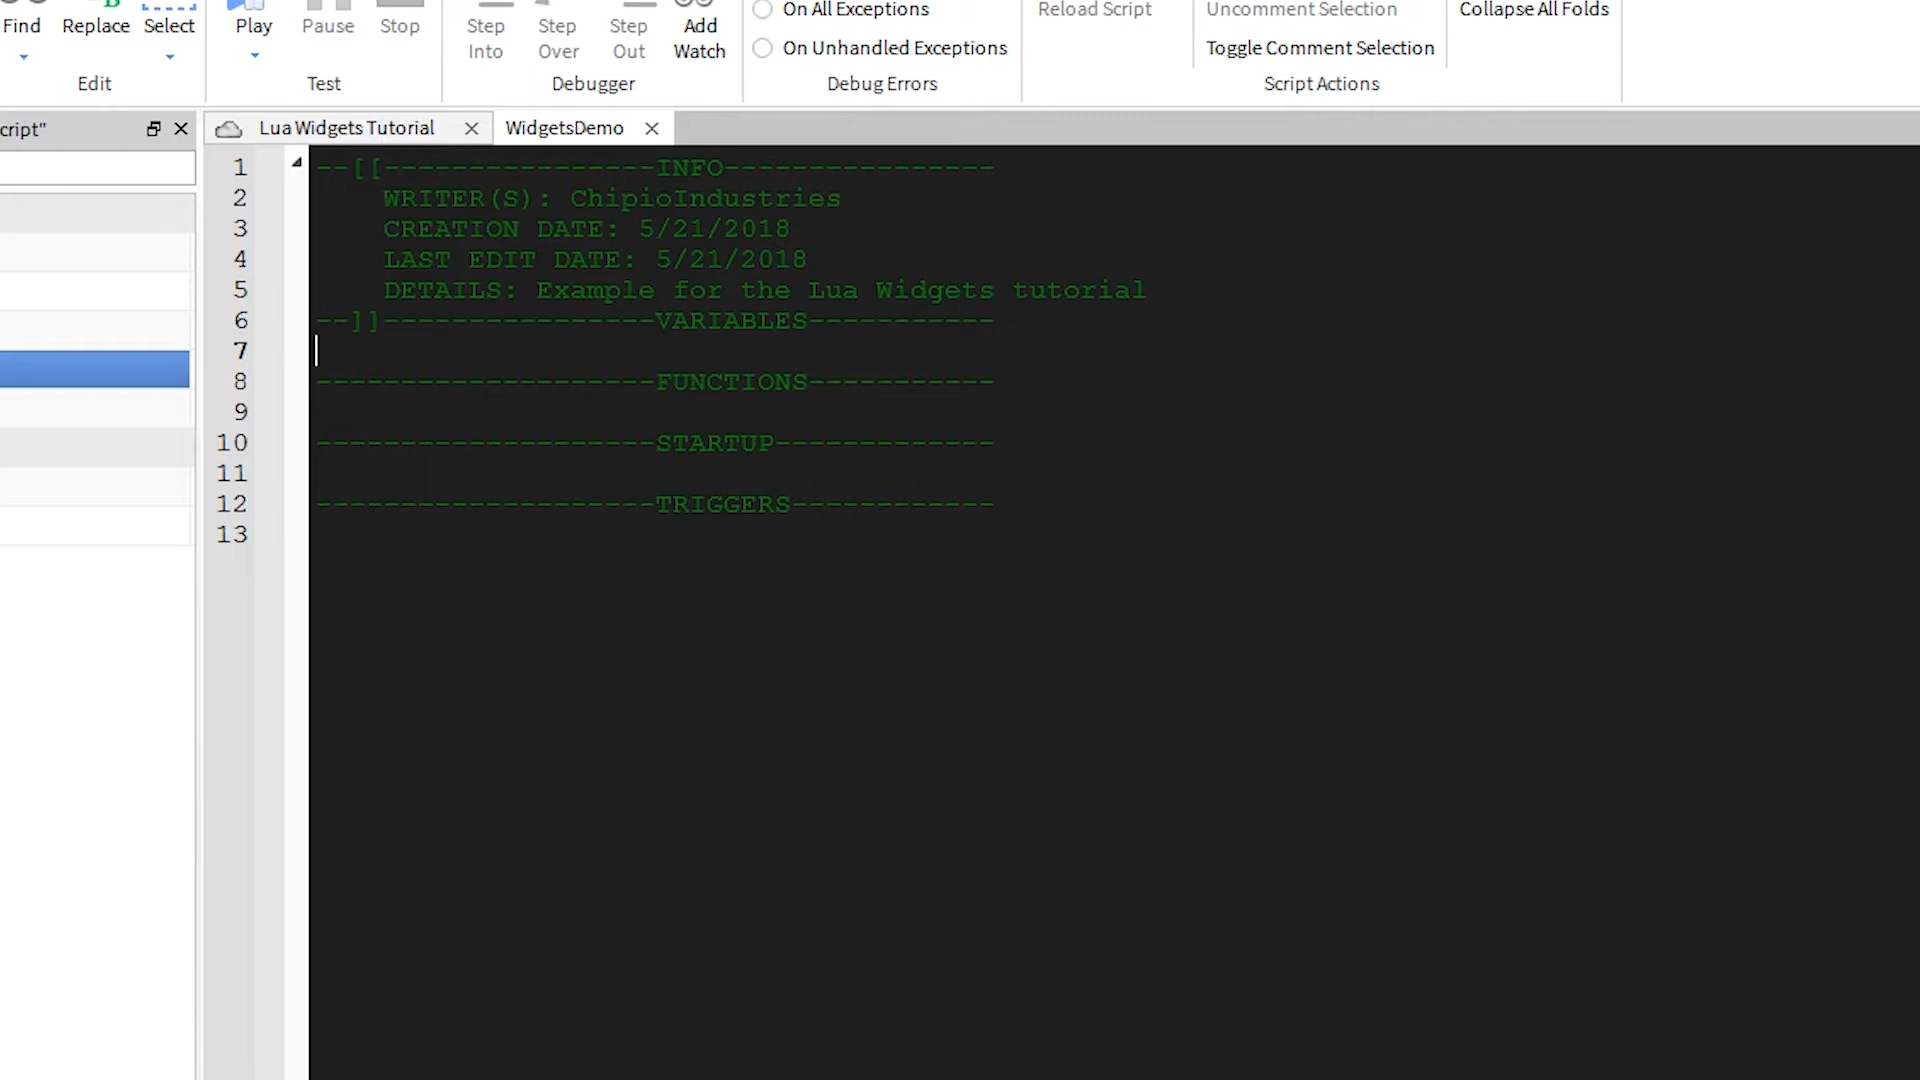 Find Replace Select Play Pause Stop Step Into Step Over Step Out Add Watch On All Exceptions Reload Script Uncomment Selection Collapse All Folds
On Unhandled Exceptions Toggle Comment Selection
Edit Test Debugger Debug Errors Script Actions
cript" Lua Widgets Tutorial WidgetsDemo
1 --[[----------------INFO----------------
2 WRITER(S): ChipioIndustries
3 CREATION DATE: 5/21/2018
4 LAST EDIT DATE: 5/21/2018
5 DETAILS: Example for the Lua Widgets tutorial
6 --]]----------------VARIABLES-----------
7
8 --------------------FUNCTIONS-----------
9
10 --------------------STARTUP-------------
11
12 --------------------TRIGGERS------------
13